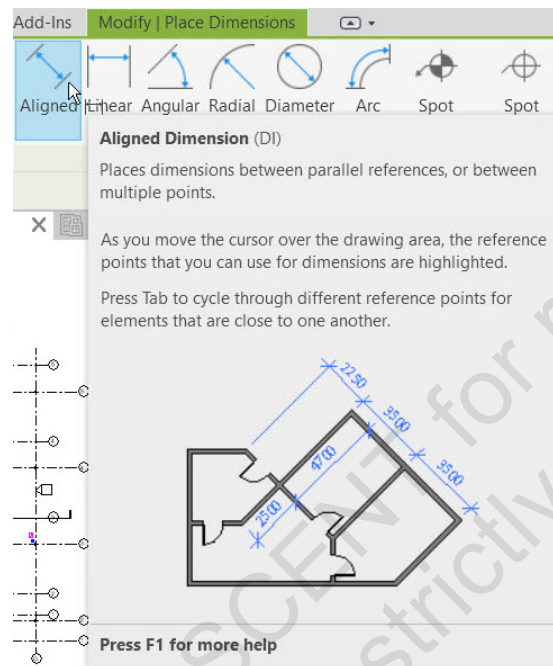 Add-Ins Modify | Place Dimensions
Aligned Linear Angular Radial Diameter Arc Spot Spot
Aligned Dimension (DI)
Places dimensions between parallel references, or between
multiple points.
As you move the cursor over the drawing area, the reference
points that you can use for dimensions are highlighted.
Press Tab to cycle through different reference points for
elements that are close to one another.
2250
3500
4700
3500
2500
SCENT for
strictly
Press F1 for more help